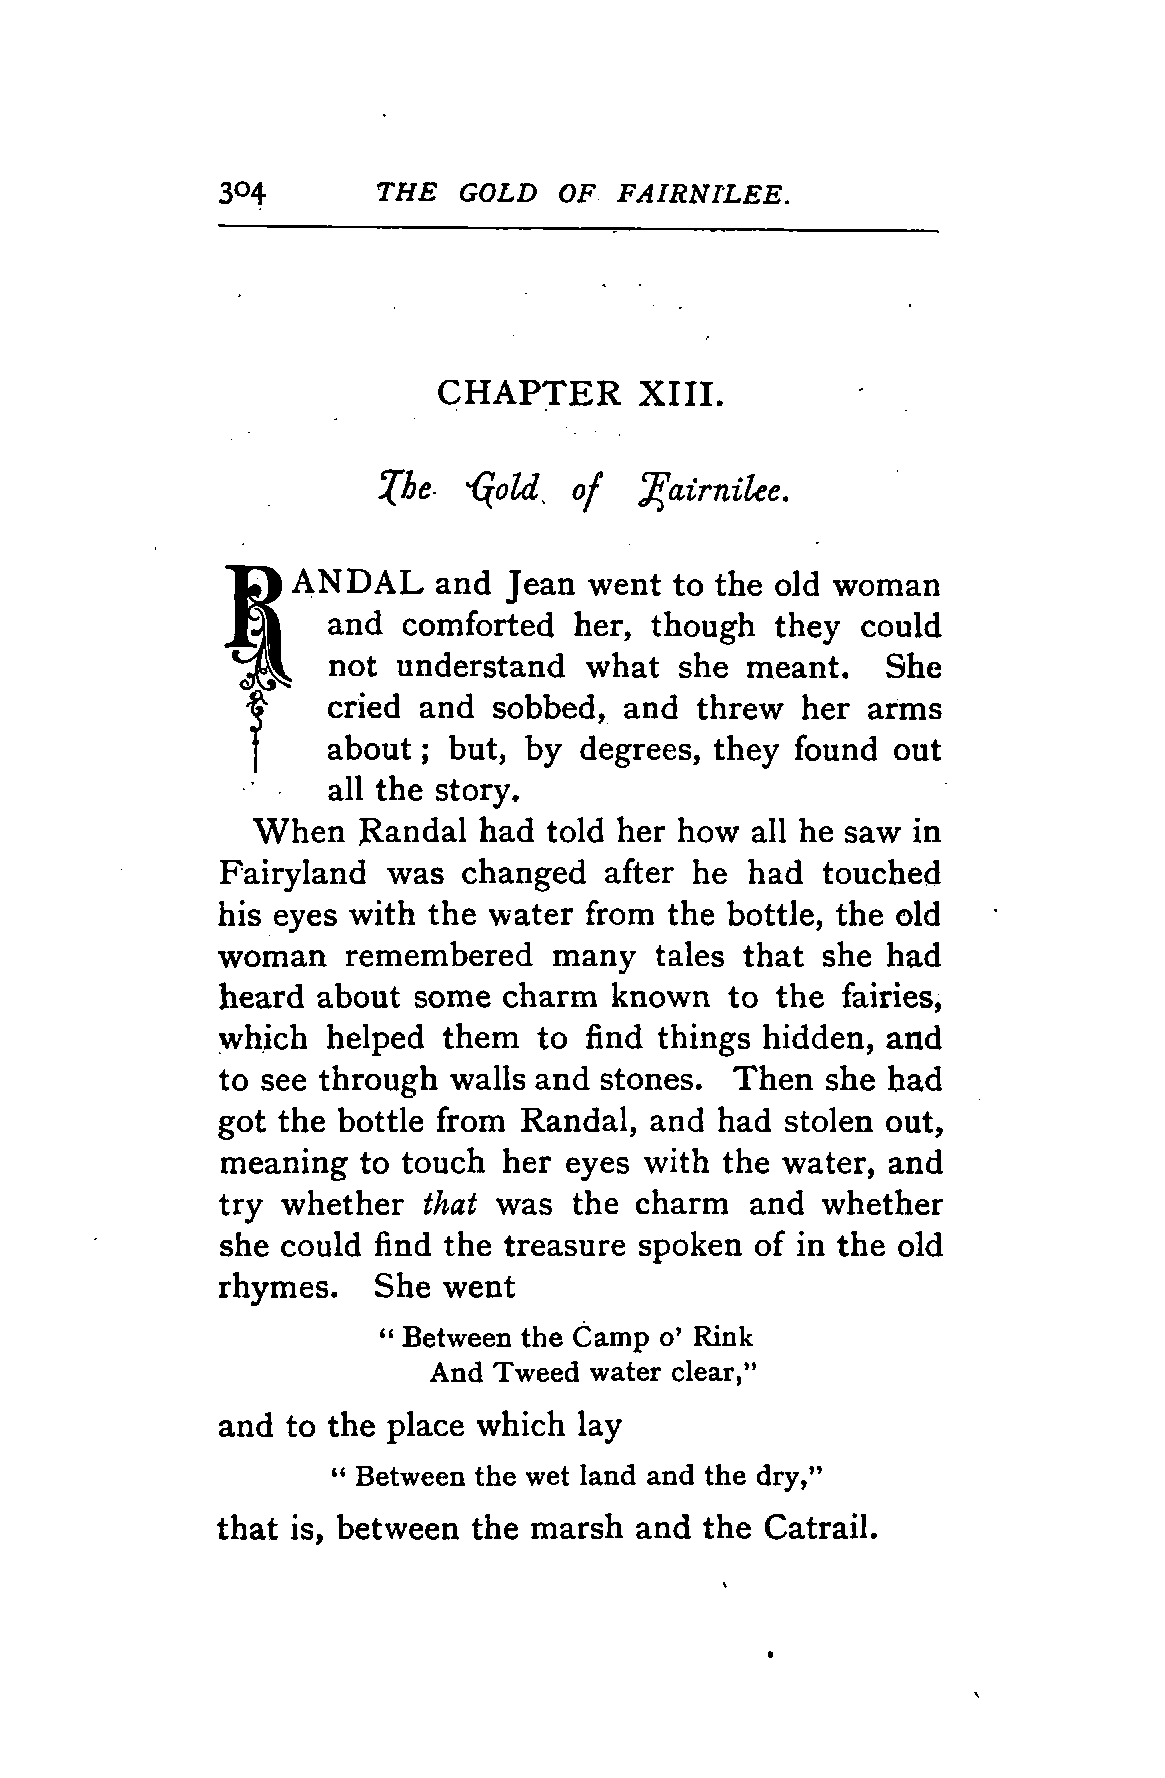 304 THE GOLD OF FAIRNILEE.
CHAPTER XIII.
The Gold of Fairnilee.
RANDAL and Jean went to the old woman
and comforted her, though they could
not understand what she meant. She
cried and sobbed, and threw her arms
about ; but, by degrees, they found out
all the story.
When Randal had told her how all he saw in
Fairyland was changed after he had touched
his eyes with the water from the bottle, the old
woman remembered many tales that she had
heard about some charm known to the fairies,
which helped them to find things hidden, and
to see through walls and stones. Then she had
got the bottle from Randal, and had stolen out,
meaning to touch her eyes with the water, and
try whether that was the charm and whether
she could find the treasure spoken of in the old
rhymes. She went
" Between the Camp o' Rink
And Tweed water clear,"
and to the place which lay
" Between the wet land and the dry,"
that is, between the marsh and the Catrail.